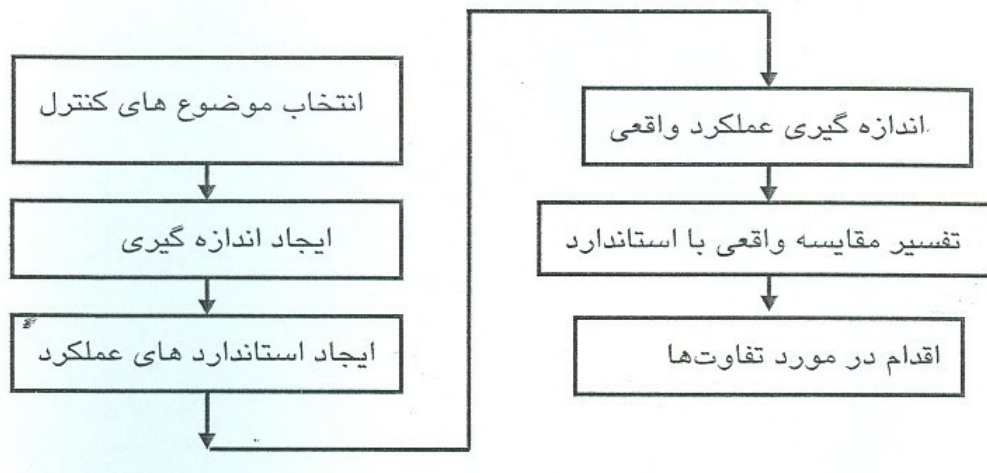 انتخاب موضوع های کنترل
ایجاد اندازه گیری
ایجاد استاندارد های عملکرد
اندازه گیری عملکرد واقعی
تفسیر مقایسه واقعی با استاندارد
اقدام در مورد تفاوت‌ها